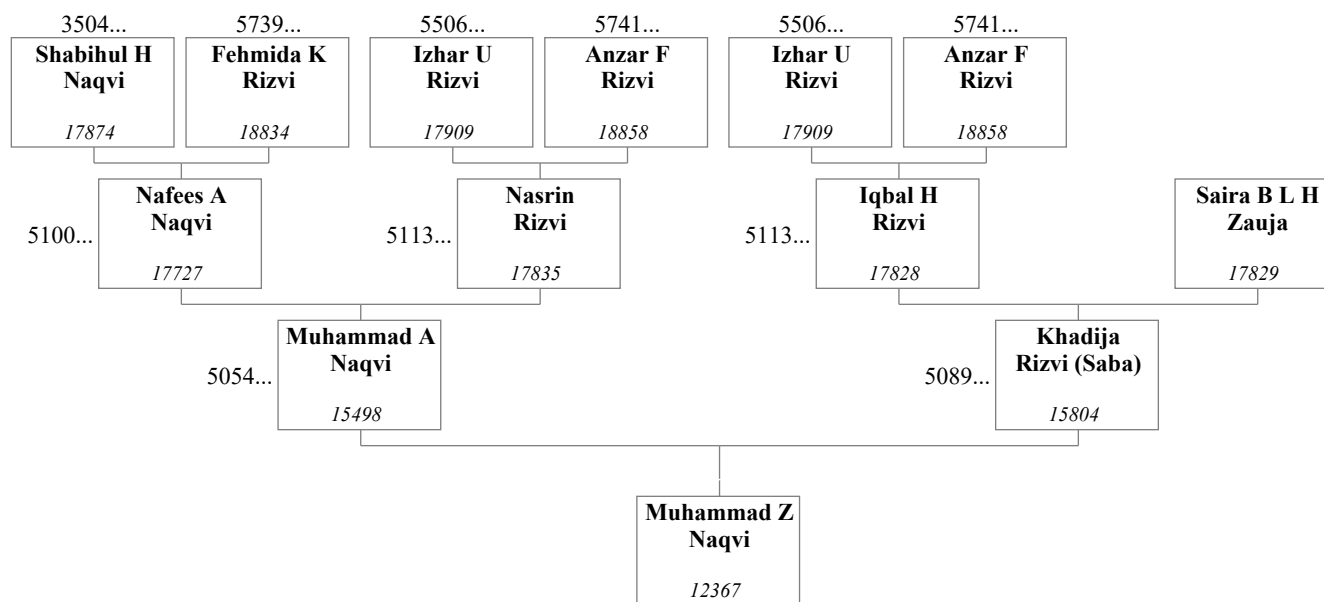 3504... 5739... 5506... 5741... 5506... 5741...
Shabihul H Fehmida K Izhar U Anzar F Izhar U Anzar F
Naqvi Rizvi Rizvi Rizvi Rizvi Rizvi
17874 18834 17909 18858 17909 18858
Nafees A Nasrin Iqbal H Saira B L H
Naqvi Rizvi Rizvi Zauja
5100... 5113... 5113...
17727 17835 17828 17829
Muhammad A Khadija
Naqvi Rizvi (Saba)
5054... 5089...
15498 15804
Muhammad Z
Naqvi
12367